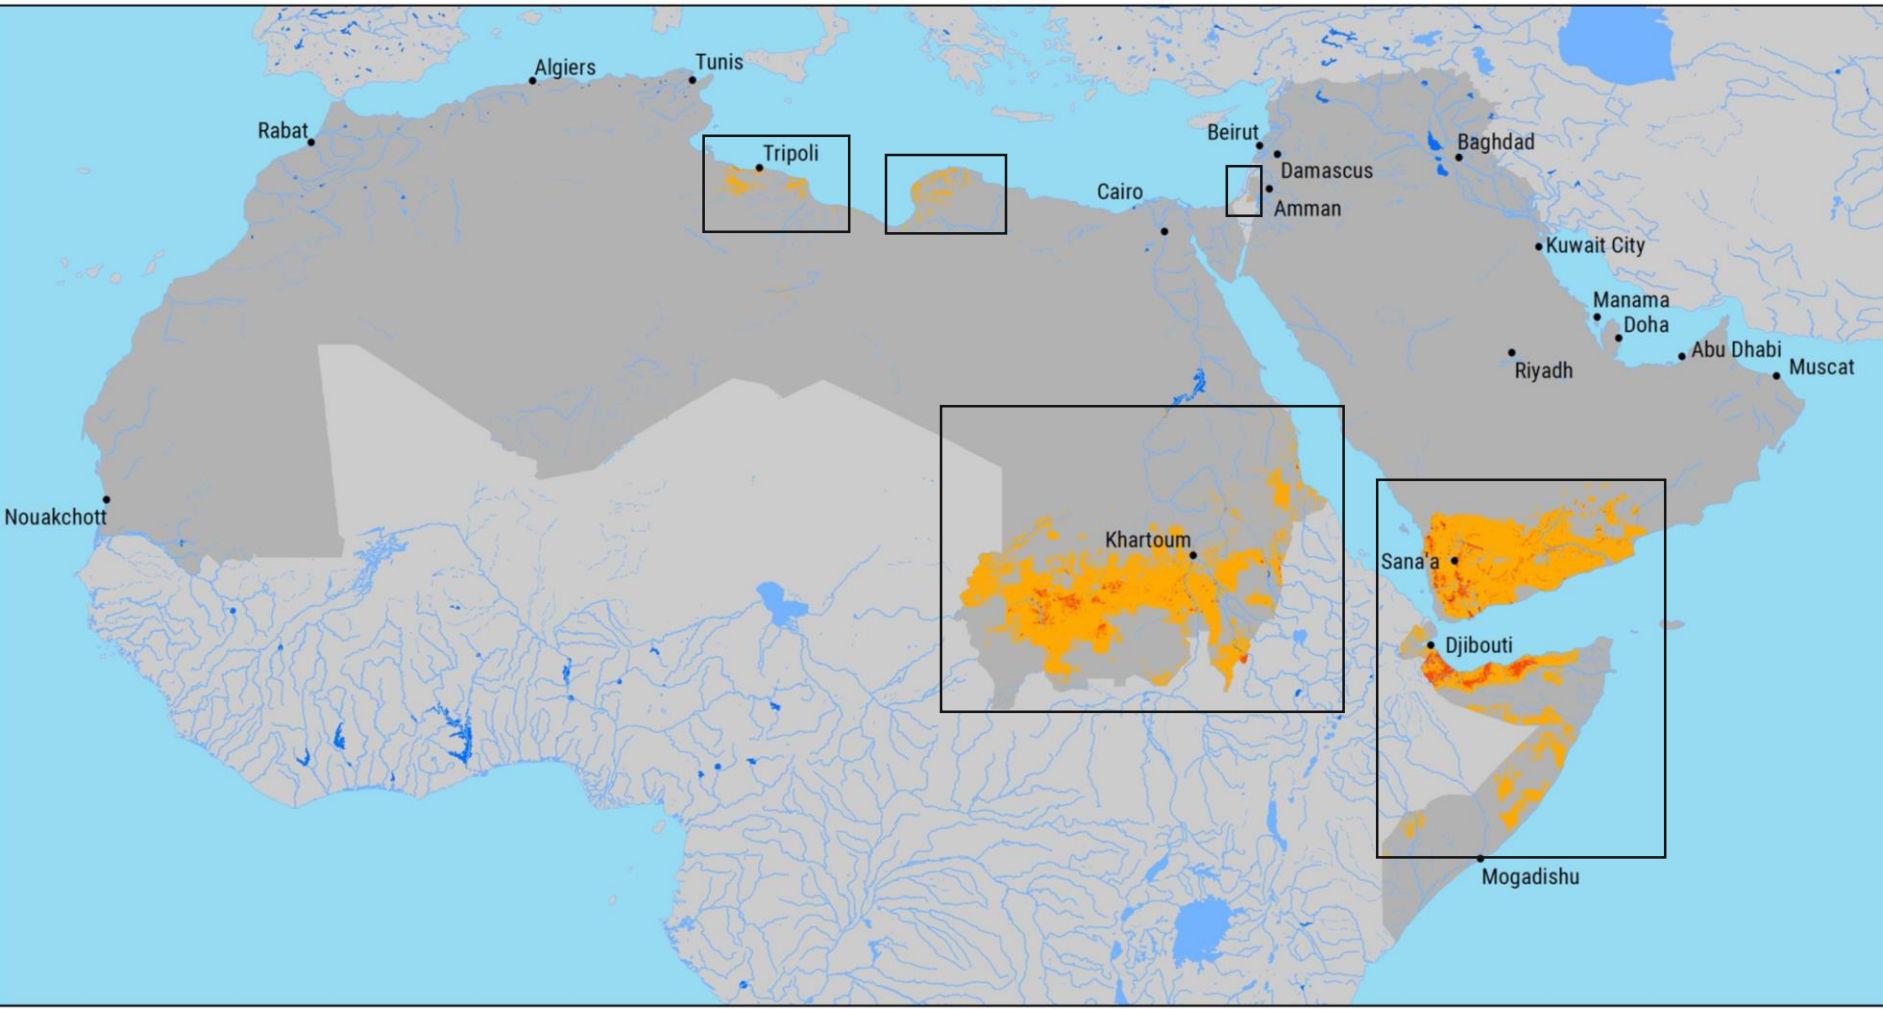 Tunis
Algiers
Rabat
Beirut
Baghdad
Tripoli
Damascus
Cairo
Amman
Kuwait City
Manama
Doha
Abu Dhabi
Muscat
Riyadh
Nouakchott
Khartoum
Sana'a
Djibouti
Mogadishu